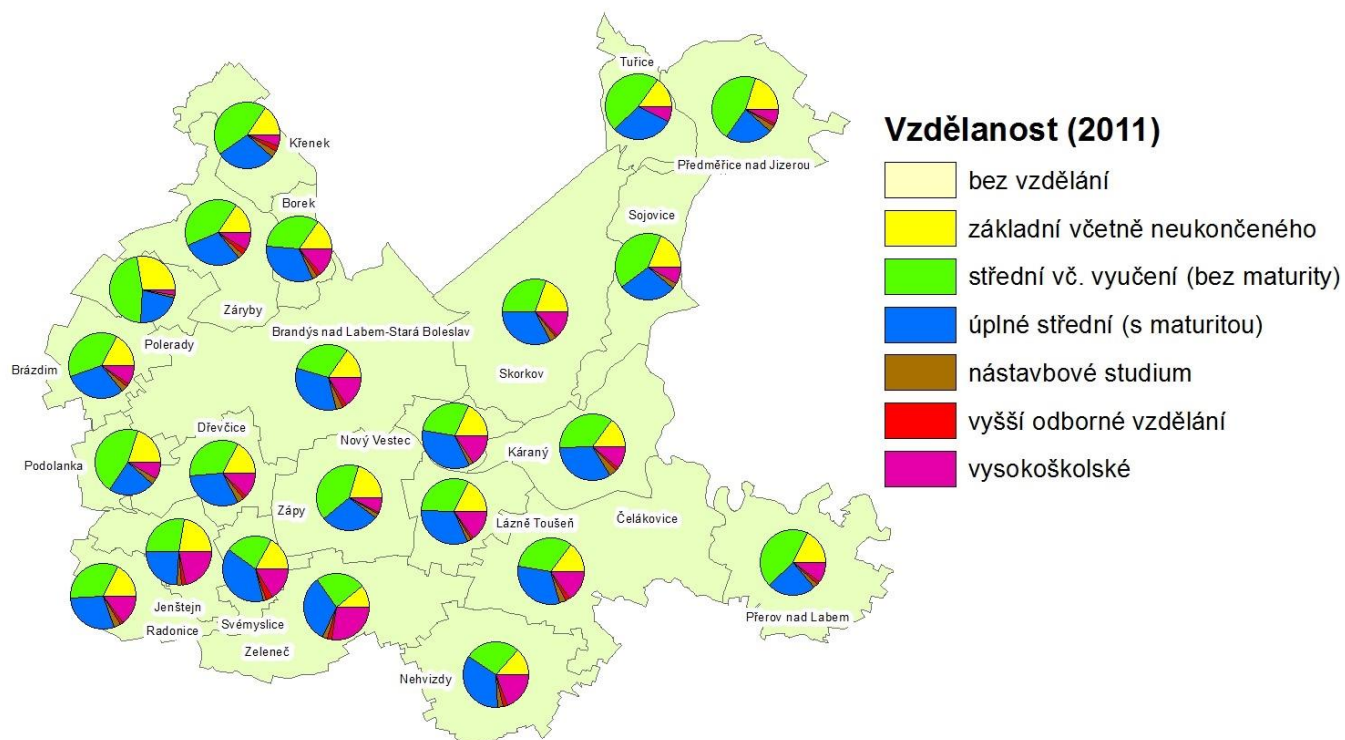 Tuřice
Křenek
Předměřice nad Jizerou
Borek
Sojovice
Záryby
Brandýs nad Labem-Stará Boleslav
Polerady
Brázdim
Skorkov
Dřevčice
Nový Vestec
Káraný
Podolanka
Zápy
Lázně Toušeň
Čelákovice
Jenštejn
Svémyslice
Radonice
Přerov nad Labem
Zeleneč
Nehvizdy
Vzdělanost (2011)
bez vzdělání
základní včetně neukončeného
střední vč. vyučení (bez maturity)
úplné střední (s maturitou)
nástavbové studium
vyšší odborné vzdělání
vysokoškolské